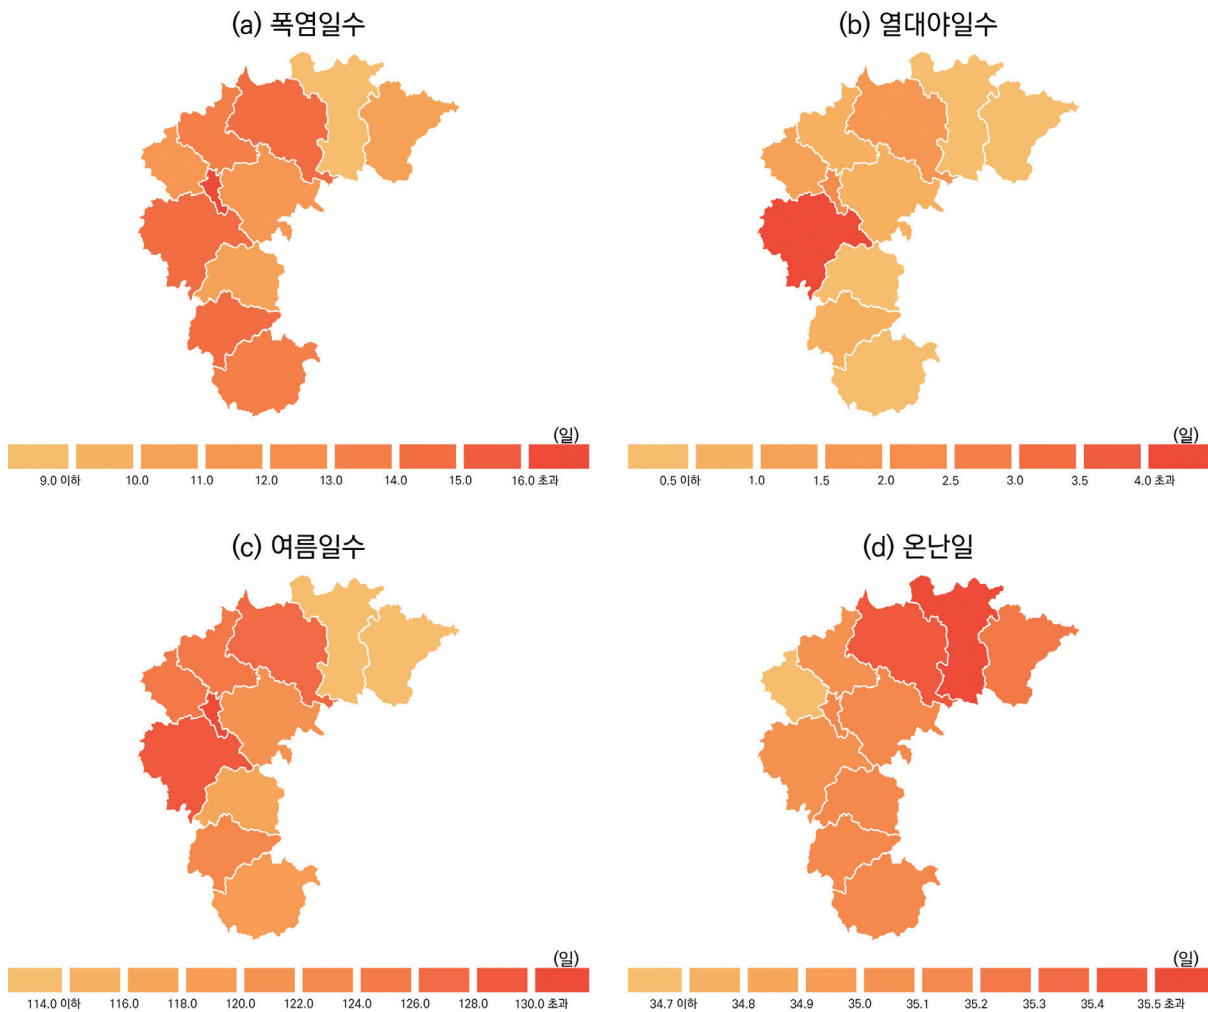 (a) 폭염일수
(b) 열대야일수
(일)
9.0 이하 10.0 11.0 12.0 13.0 14.0 15.0 16.0 초과
(일)
0.5 이하 1.0 1.5 2.0 2.5 3.0 3.5 4.0 초과
(c) 여름일수
(d) 온난일
(일)
114.0 이하 116.0 118.0 120.0 122.0 124.0 126.0 128.0 130.0 초과
(일)
34.7 이하 34.8 34.9 35.0 35.1 35.2 35.3 35.4 35.5 초과